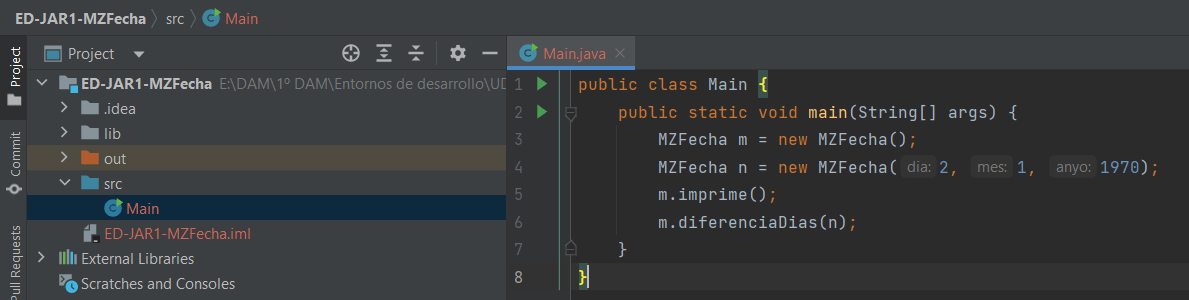 ED-JAR1-MZFecha > src > Main
Project
Main.java
Project
ED-JAR1-MZFecha E:\DAM\1º DAM\Entornos de desarrollo\UD
.idea
lib
out
src
Main
ED-JAR1-MZFecha.iml
External Libraries
Scratches and Consoles
Commit
Pull Requests
1 public class Main {
2 public static void main(String[] args) {
3 MZFecha m = new MZFecha();
4 MZFecha n = new MZFecha( dia: 2, mes: 1, anyo: 1970);
5 m.imprime();
6 m.diferenciaDias(n);
7 }
8 }